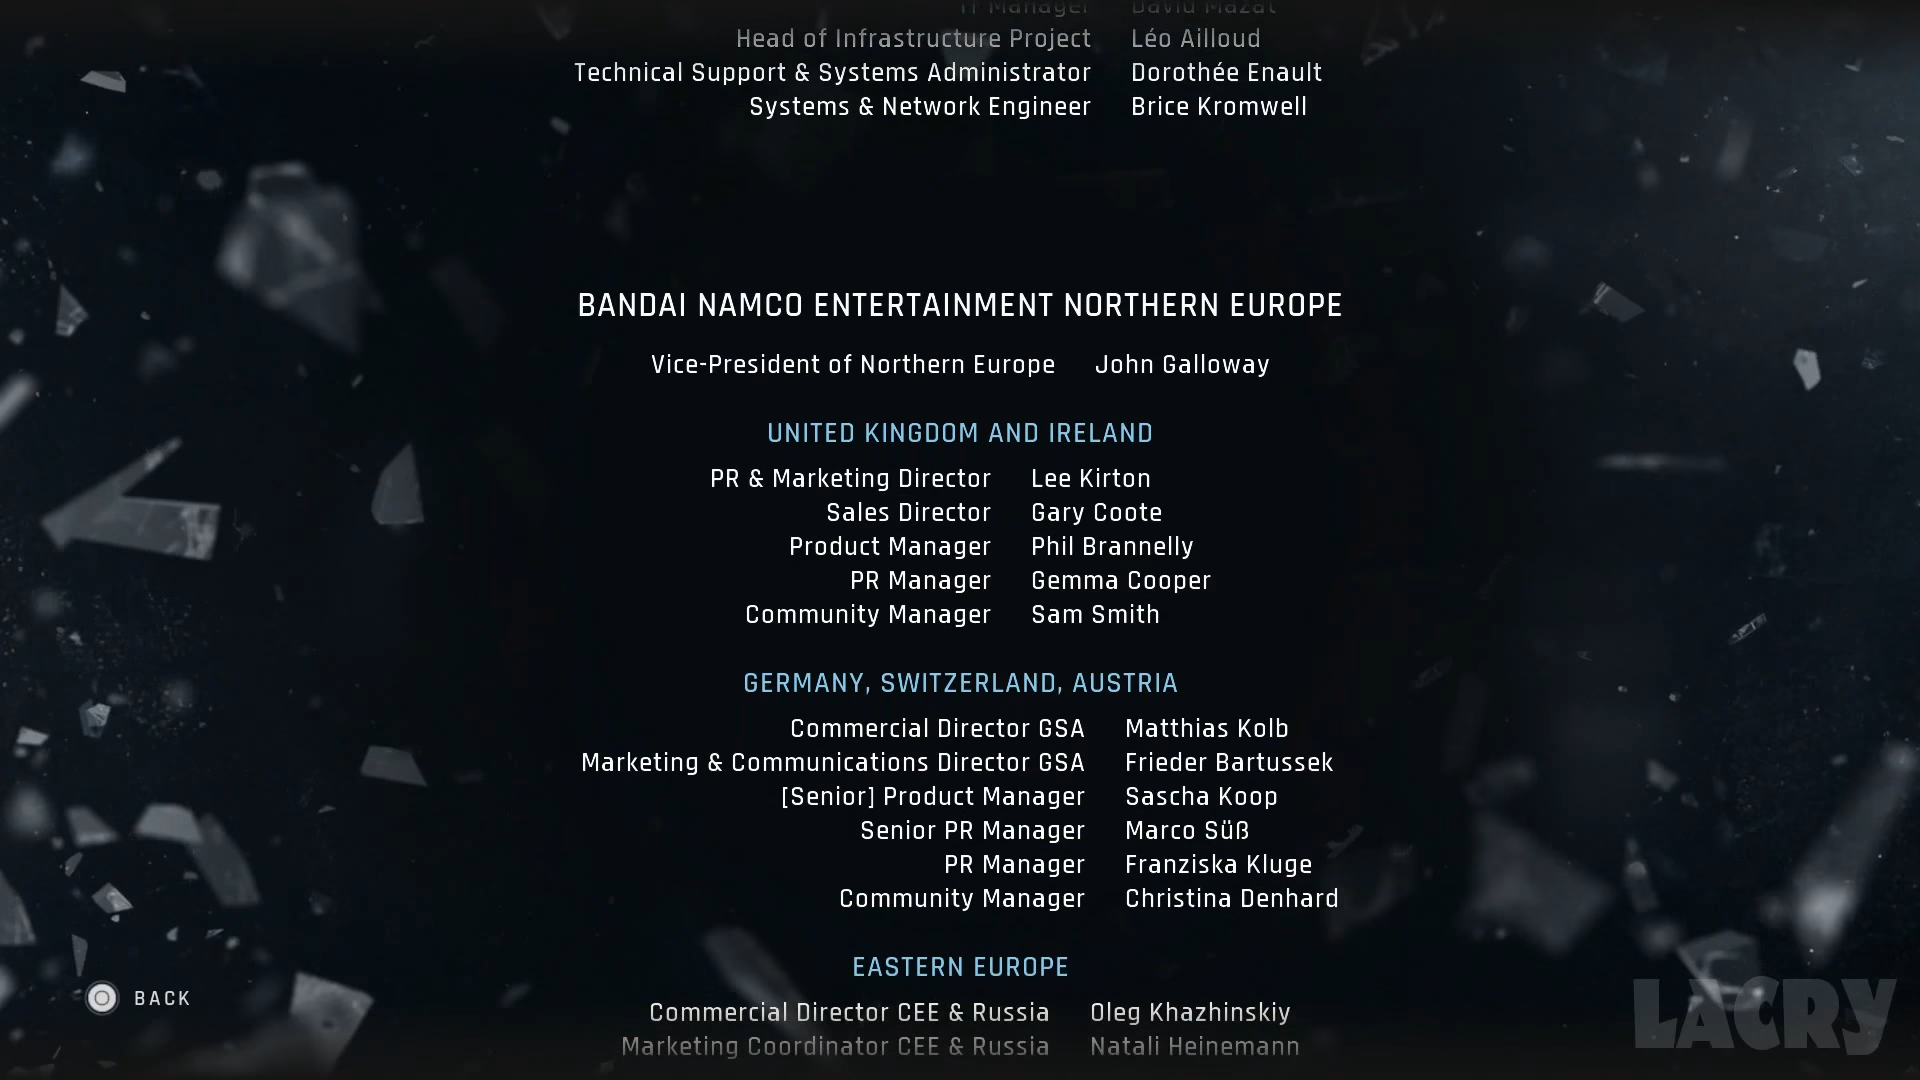 IT Manager David Mazat
Head of Infrastructure Project Léo Ailloud
Technical Support & Systems Administrator Dorothée Enault
Systems & Network Engineer Brice Kromwell
BANDAI NAMCO ENTERTAINMENT NORTHERN EUROPE
Vice-President of Northern Europe John Galloway
UNITED KINGDOM AND IRELAND
PR & Marketing Director Lee Kirton
Sales Director Gary Coote
Product Manager Phil Brannelly
PR Manager Gemma Cooper
Community Manager Sam Smith
GERMANY, SWITZERLAND, AUSTRIA
Commercial Director GSA Matthias Kolb
Marketing & Communications Director GSA Frieder Bartussek
[Senior] Product Manager Sascha Koop
Senior PR Manager Marco Süß
PR Manager Franziska Kluge
Community Manager Christina Denhard
EASTERN EUROPE
Commercial Director CEE & Russia Oleg Khazhinskiy
Marketing Coordinator CEE & Russia Natali Heinemann
BACK
LACRY